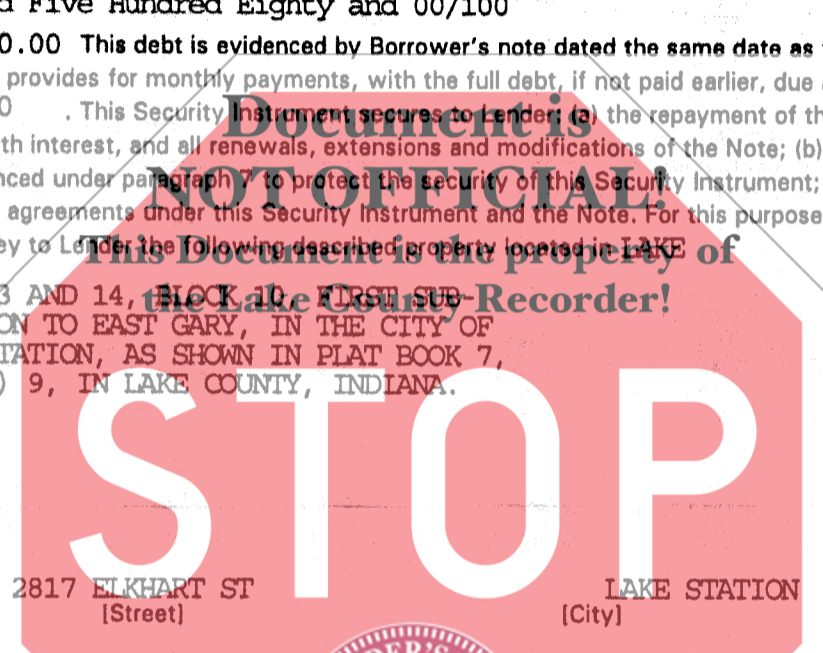 Five Hundred Eighty and 00/100
0.00 This debt is evidenced by Borrower's note dated the same date as
provides for monthly payments, with the full debt, if not paid earlier, due
0 . This Security Instrument secures to Lender: (a) the repayment of
interest, and all renewals, extensions and modifications of the Note; (b)
under paragraph 7 to protect the security of this Security Instrument;
agreements under this Security Instrument and the Note. For this purpose
to Lender the following described property located in LAKE
Document is
NOT OFFICIAL!
This Document is the property of
the Lake County Recorder!
3 AND 14, BLOCK 10, FIRST SUB-
TO EAST GARY, IN THE CITY OF
AS SHOWN IN PLAT BOOK 7,
9, IN LAKE COUNTY, INDIANA.
STOP
2817 ELKHART ST LAKE STATION
[Street] [City]